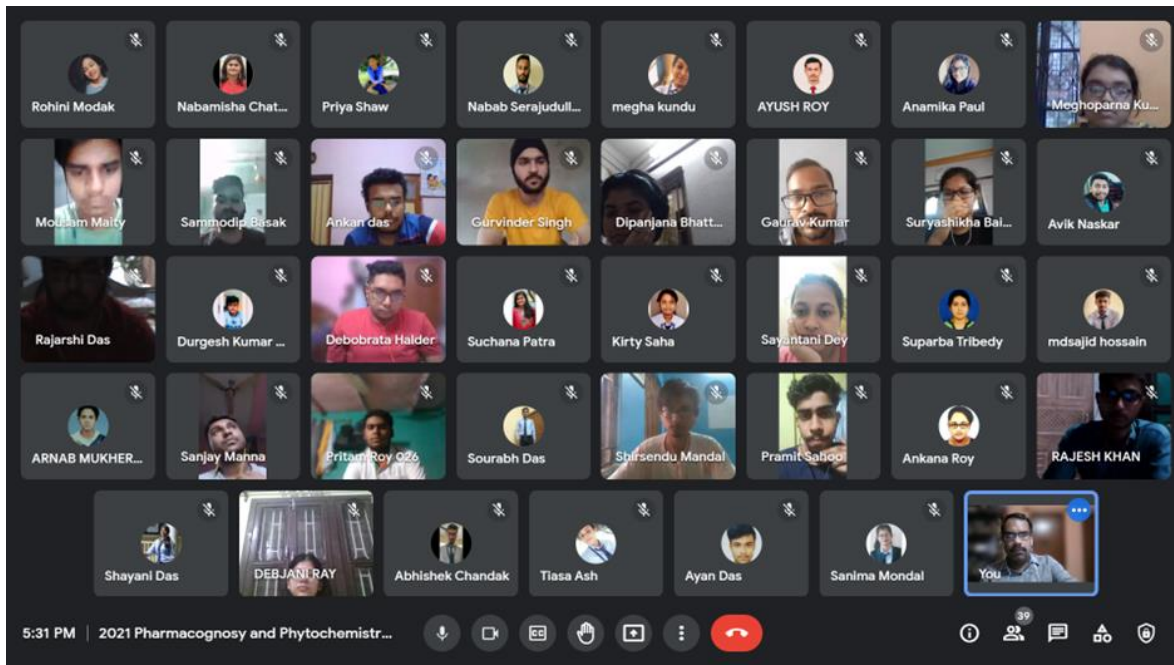 Rohini Modak
Nabamisha Chat...
Priya Shaw
Nabab Serajudull...
megha kundu
AYUSH ROY
Anamika Paul
Meghoparna Ku...
Mousam Maity
Sammodip Basak
Ankan das
Gurvinder Singh
Dipanjana Bhatt...
Gaurav Kumar
Suryashikha Bai...
Avik Naskar
Rajarshi Das
Durgesh Kumar ...
Debobrata Halder
Suchana Patra
Kirty Saha
Sayantani Dey
Suparba Tribedy
mdsajid hossain
ARNAB MUKHER...
Sanjay Manna
Pritam Roy 026
Sourabh Das
Shirsendu Mandal
Pramit Sahoo
Ankana Roy
RAJESH KHAN
Shayani Das
DEBJANI RAY
Abhishek Chandak
Tiasa Ash
Ayan Das
Sanima Mondal
You
5:31 PM | 2021 Pharmacognosy and Phytochemistr...
CC
39